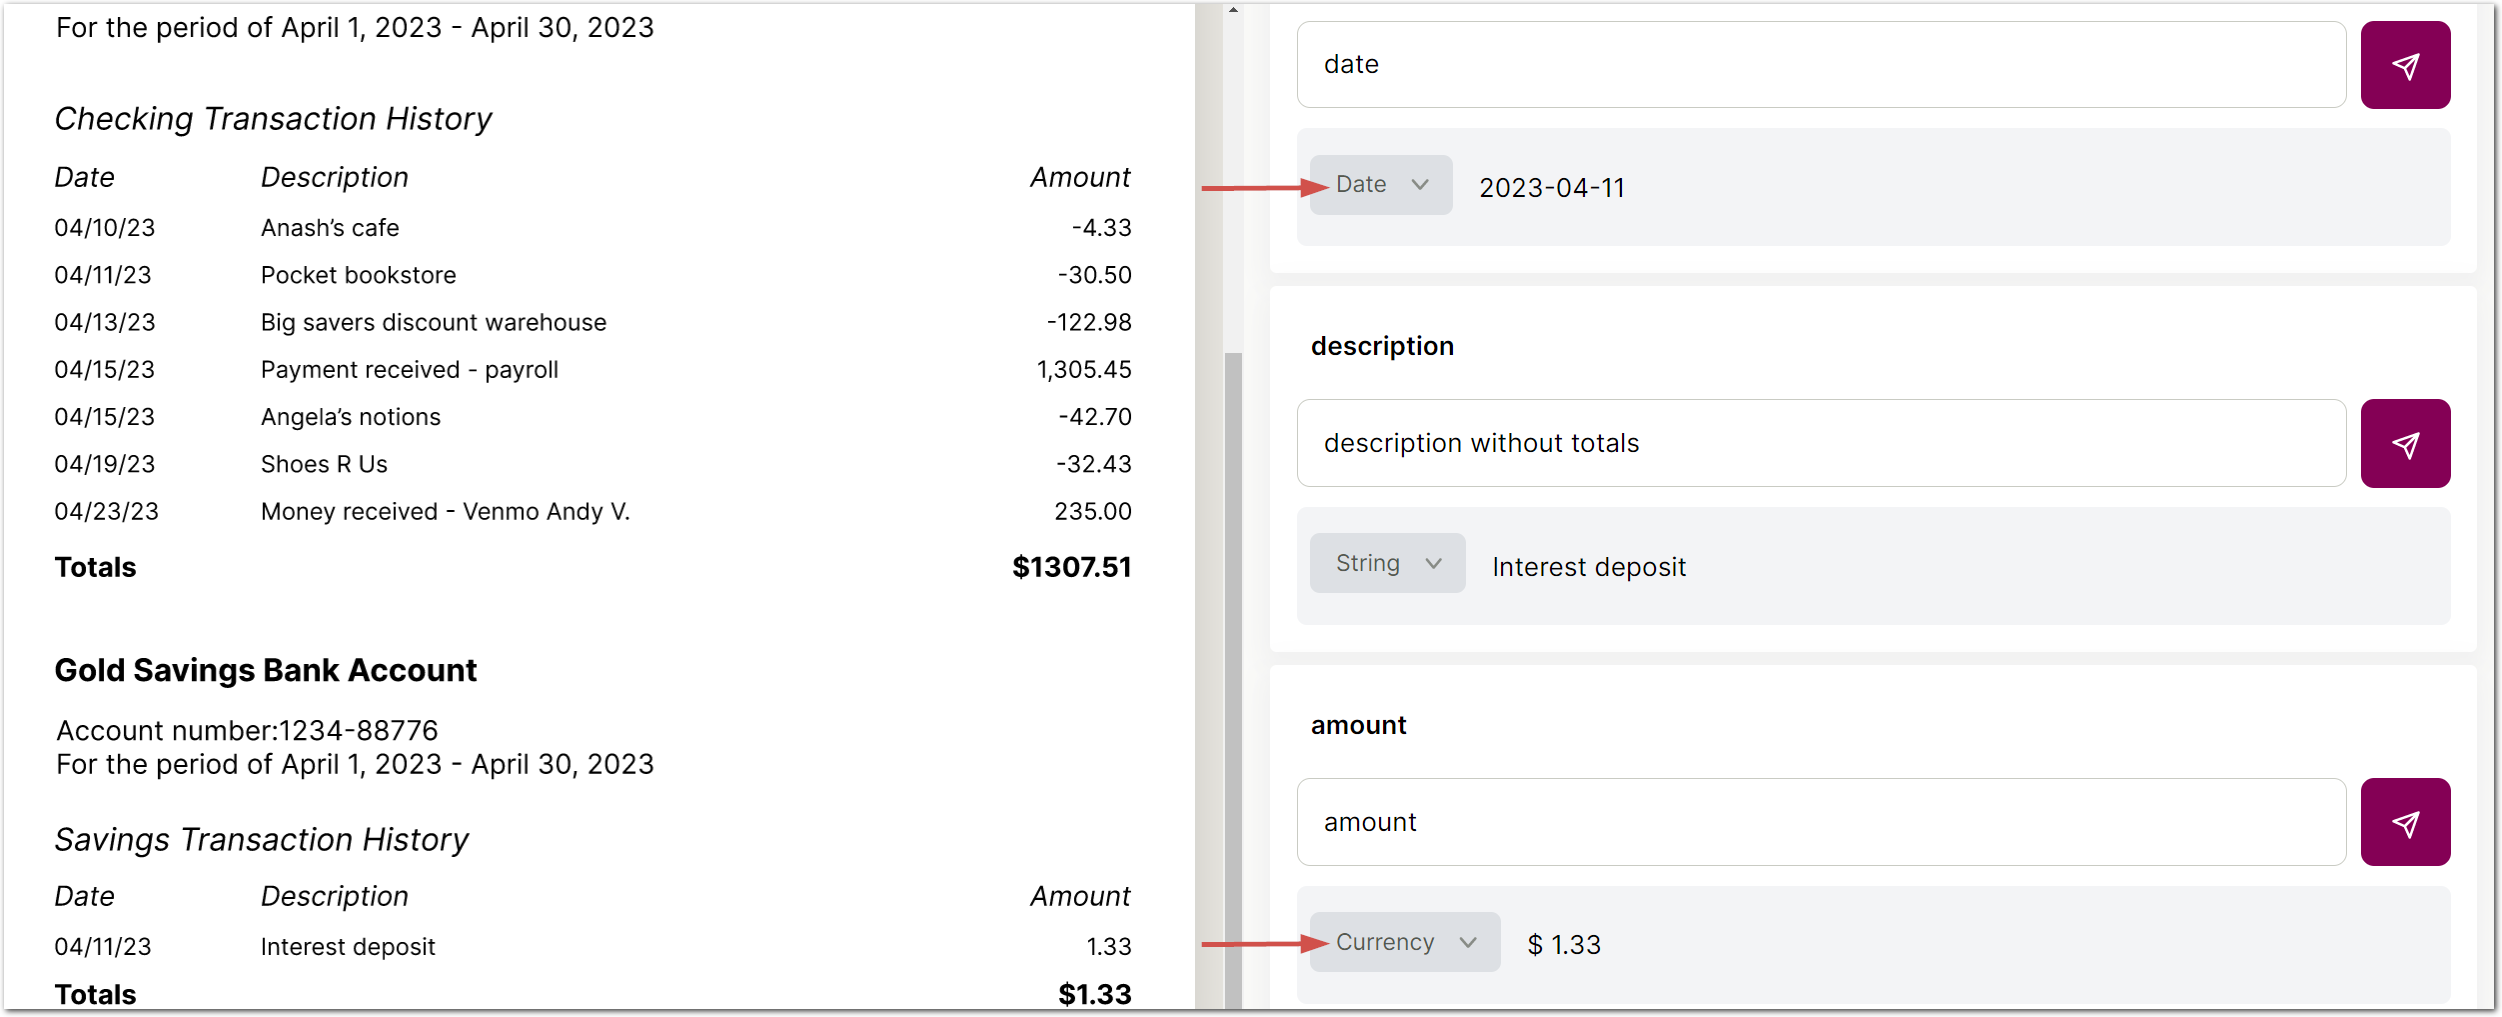 For the period of April 1, 2023 - April 30, 2023
Checking Transaction History
Date Description Amount
04/10/23 Anash’s cafe -4.33
04/11/23 Pocket bookstore -30.50
04/13/23 Big savers discount warehouse -122.98
04/15/23 Payment received - payroll 1,305.45
04/15/23 Angela’s notions -42.70
04/19/23 Shoes R Us -32.43
04/23/23 Money received - Venmo Andy V. 235.00
Totals $1307.51
Gold Savings Bank Account
Account number:1234-88776
For the period of April 1, 2023 - April 30, 2023
Savings Transaction History
Date Description Amount
04/11/23 Interest deposit 1.33
Totals $1.33
date
Date 2023-04-11
description
description without totals
String Interest deposit
amount
amount
Currency $ 1.33